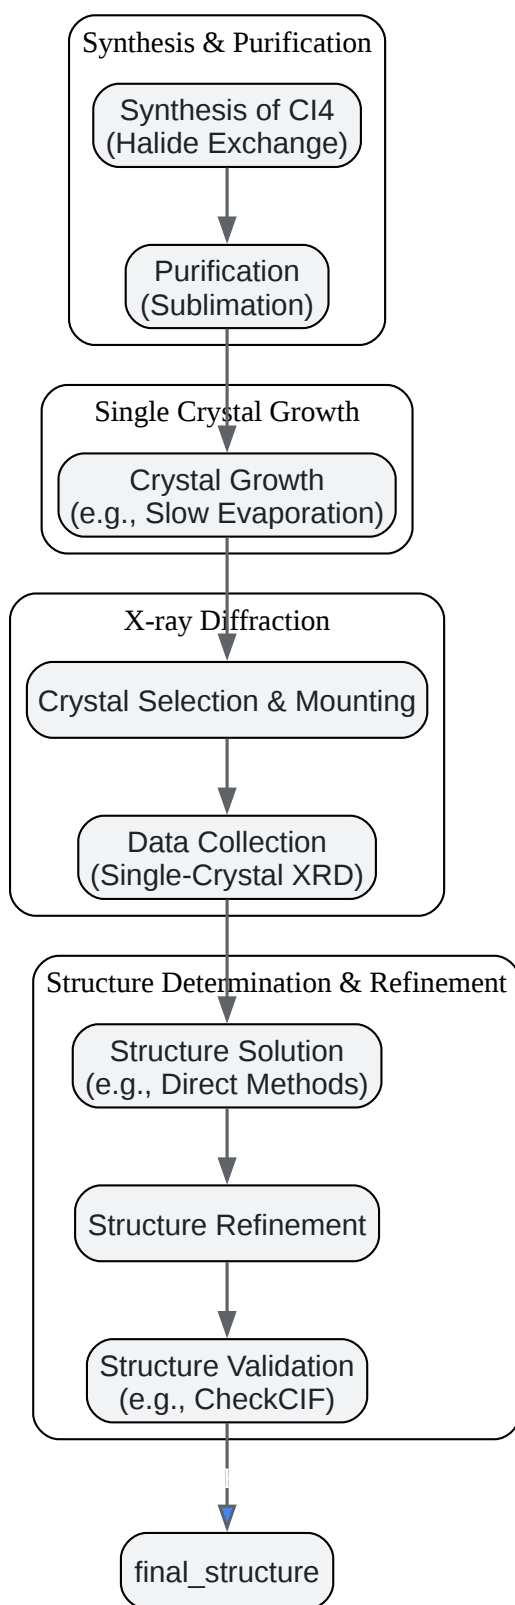 Synthesis & Purification
Synthesis of CI4
(Halide Exchange)
Purification
(Sublimation)
Single Crystal Growth
Crystal Growth
(e.g., Slow Evaporation)
X-ray Diffraction
Crystal Selection & Mounting
Data Collection
(Single-Crystal XRD)
Structure Determination & Refinement
Structure Solution
(e.g., Direct Methods)
Structure Refinement
Structure Validation
(e.g., CheckCIF)
final_structure